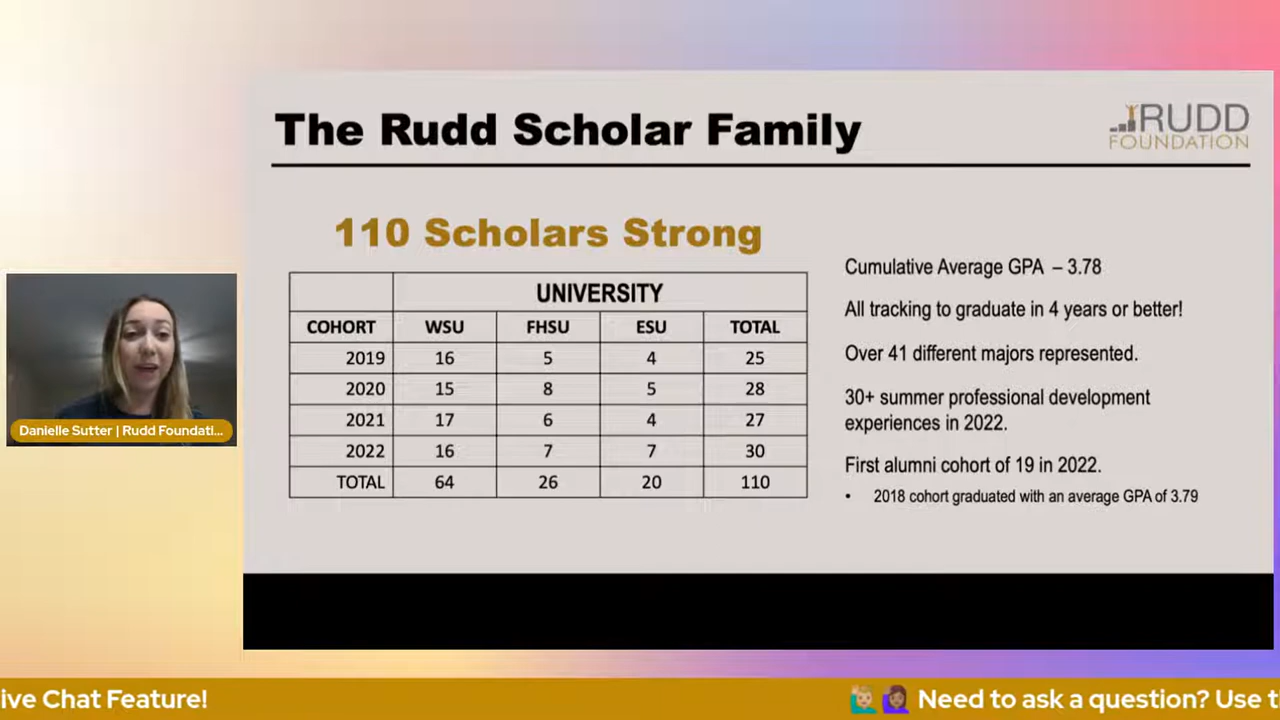 The Rudd Scholar Family
RUDD
FOUNDATION
110 Scholars Strong
UNIVERSITY
COHORT WSU FHSU ESU TOTAL
2019 16 5 4 25
2020 15 8 5 28
2021 17 6 4 27
2022 16 7 7 30
TOTAL 64 26 20 110
Cumulative Average GPA – 3.78
All tracking to graduate in 4 years or better!
Over 41 different majors represented.
30+ summer professional development
experiences in 2022.
First alumni cohort of 19 in 2022.
• 2018 cohort graduated with an average GPA of 3.79
Danielle Sutter | Rudd Foundati...
ive Chat Feature! 🙋🏼‍♂️ 🙋🏽‍♀️ Need to ask a question? Use t